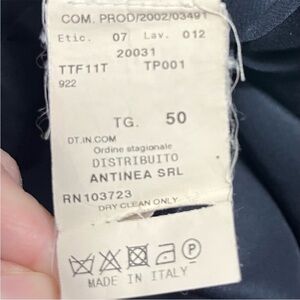 COM. PROD/2002/03491
Etic. 07 Lav. 012
20031
TTF11T TP001
922
TG. 50
DT.IN.COM
Ordine stagionale
DISTRIBUITO
ANTINEA SRL
RN103723
DRY CLEAN ONLY
P
MADE IN ITALY